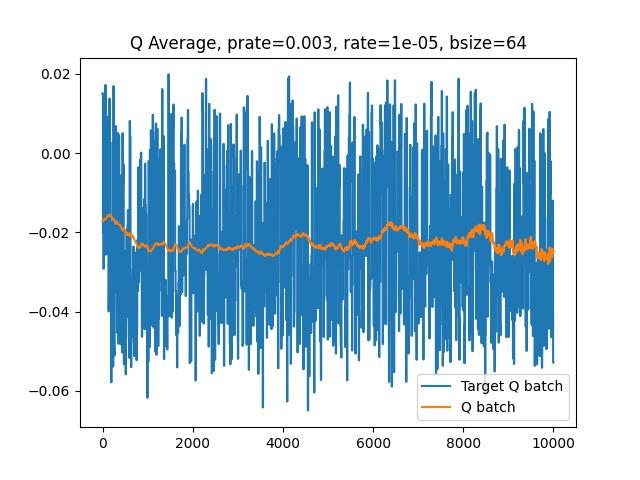 Q Average, prate=0.003, rate=1e-05, bsize=64
0.02
0.00
−0.02
−0.04
−0.06
Target Q batch
Q batch
0 2000 4000 6000 8000 10000